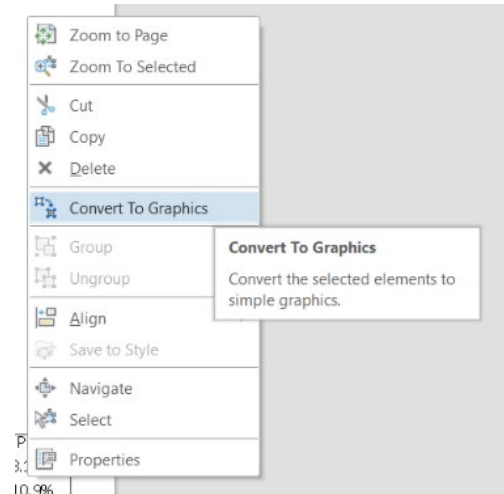 Zoom to Page
Zoom To Selected
Cut
Copy
Delete
Convert To Graphics
Group
Convert To Graphics
Ungroup
Convert the selected elements to
simple graphics.
Align
Save to Style
Navigate
Select
P
Properties
10.9%